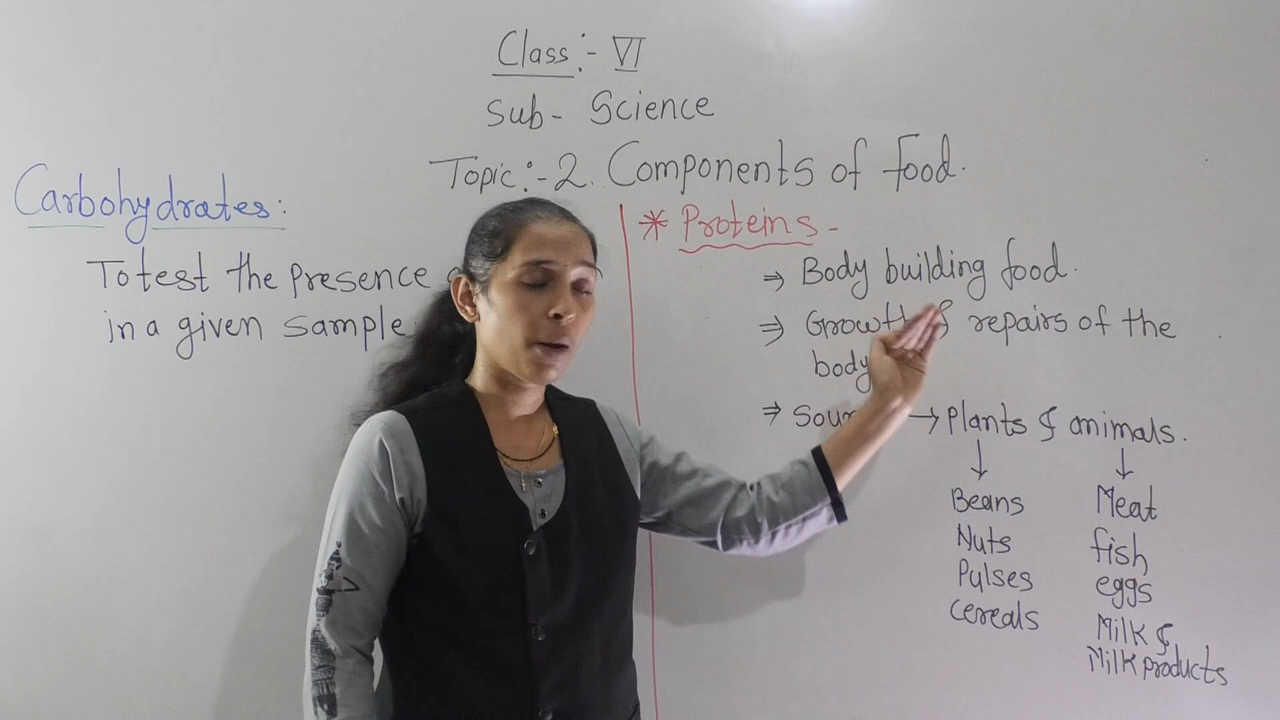 Class:- VI
Sub- Science
Topic:-2. Components of food.
Carbohydrates:
To test the presence
in a given sample.
* Proteins-
⇒ Body building food.
⇒ Growth & repairs of the
body
⇒ → Plants & animals.
↓ ↓
Beans Meat
Nuts fish
Pulses eggs
cereals Milk &
Milk products